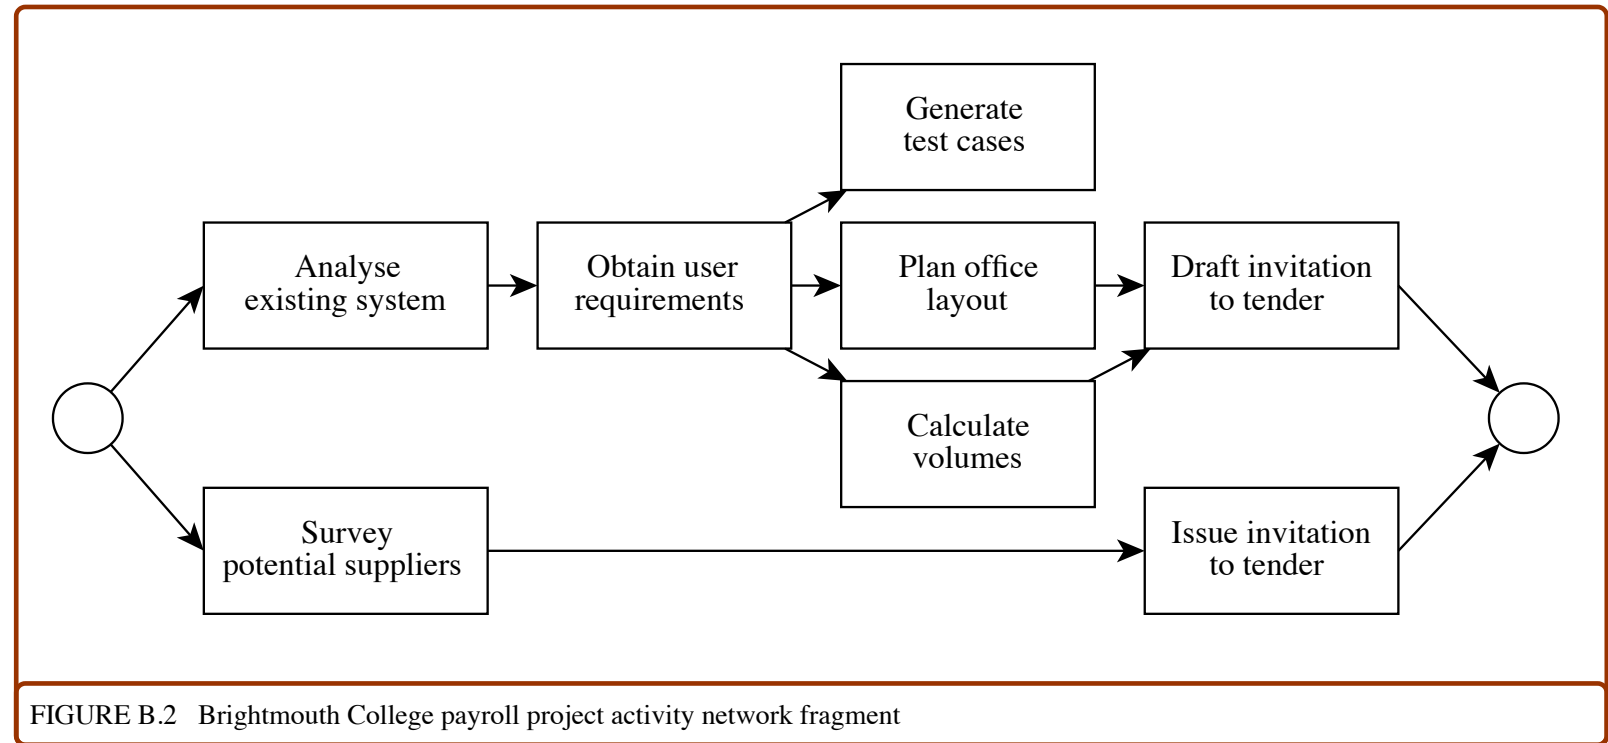 Generate
test cases
Analyse
existing system
Obtain user
requirements
Plan office
layout
Draft invitation
to tender
Calculate
volumes
Survey
potential suppliers
Issue invitation
to tender
FIGURE B.2 Brightmouth College payroll project activity network fragment